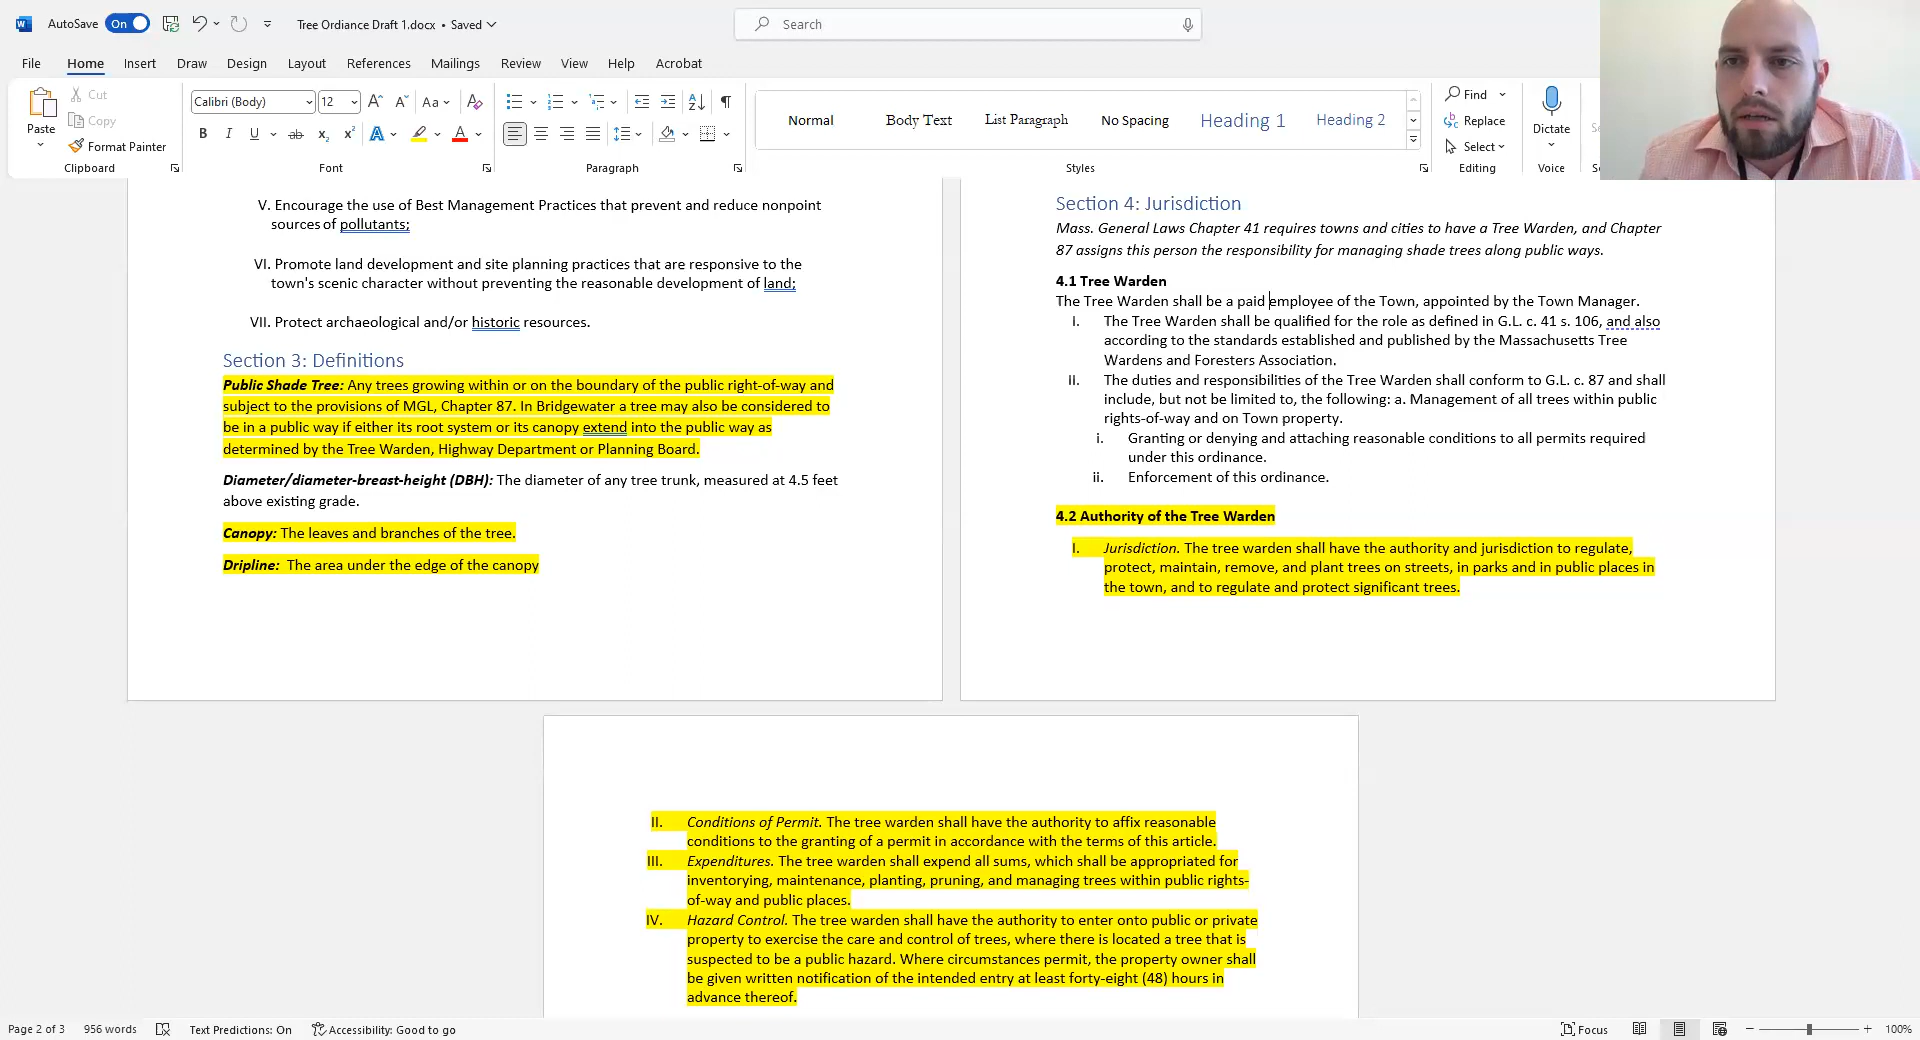 AutoSave On Tree Ordiance Draft 1.docx • Saved Search
File Home Insert Draw Design Layout References Mailings Review View Help Acrobat
Paste
Cut
Copy
Format Painter
Clipboard
Calibri (Body) 12
Font
Paragraph
Normal Body Text List Paragraph No Spacing Heading 1 Heading 2
Styles
Find
Replace
Select
Editing
Dictate
Voice
V. Encourage the use of Best Management Practices that prevent and reduce nonpoint
sources of pollutants;
VI. Promote land development and site planning practices that are responsive to the
town's scenic character without preventing the reasonable development of land;
VII. Protect archaeological and/or historic resources.
Section 3: Definitions
Public Shade Tree: Any trees growing within or on the boundary of the public right-of-way and
subject to the provisions of MGL, Chapter 87. In Bridgewater a tree may also be considered to
be in a public way if either its root system or its canopy extend into the public way as
determined by the Tree Warden, Highway Department or Planning Board.
Diameter/diameter-breast-height (DBH): The diameter of any tree trunk, measured at 4.5 feet
above existing grade.
Canopy: The leaves and branches of the tree.
Dripline: The area under the edge of the canopy
Section 4: Jurisdiction
Mass. General Laws Chapter 41 requires towns and cities to have a Tree Warden, and Chapter
87 assigns this person the responsibility for managing shade trees along public ways.
4.1 Tree Warden
The Tree Warden shall be a paid employee of the Town, appointed by the Town Manager.
i. The Tree Warden shall be qualified for the role as defined in G.L. c. 41 s. 106, and also
according to the standards established and published by the Massachusetts Tree
Wardens and Foresters Association.
ii. The duties and responsibilities of the Tree Warden shall conform to G.L. c. 87 and shall
include, but not be limited to, the following: a. Management of all trees within public
rights-of-way and on Town property.
i. Granting or denying and attaching reasonable conditions to all permits required
under this ordinance.
ii. Enforcement of this ordinance.
4.2 Authority of the Tree Warden
I. Jurisdiction. The tree warden shall have the authority and jurisdiction to regulate,
protect, maintain, remove, and plant trees on streets, in parks and in public places in
the town, and to regulate and protect significant trees.
II. Conditions of Permit. The tree warden shall have the authority to affix reasonable
conditions to the granting of a permit in accordance with the terms of this article.
III. Expenditures. The tree warden shall expend all sums, which shall be appropriated for
inventorying, maintenance, planting, pruning, and managing trees within public rights-
of-way and public places.
IV. Hazard Control. The tree warden shall have the authority to enter onto public or private
property to exercise the care and control of trees, where there is located a tree that is
suspected to be a public hazard. Where circumstances permit, the property owner shall
be given written notification of the intended entry at least forty-eight (48) hours in
advance thereof.
Page 2 of 3 956 words Text Predictions: On Accessibility: Good to go Focus 100%